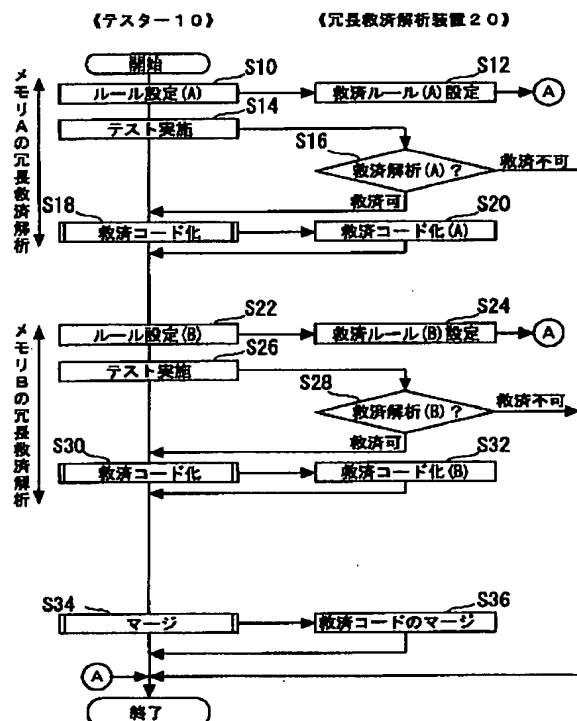 《テスター10》
《冗長救済解析装置20》
開始
S10
S12
ルール設定(A)
救済ルール(A)設定
A
S14
テスト実施
S16
救済解析(A)?
救済不可
救済可
S18
S20
救済コード化
救済コード化(A)
メモリAの冗長救済解析
S22
S24
ルール設定(B)
救済ルール(B)設定
A
S26
テスト実施
S28
救済解析(B)?
救済不可
救済可
S30
S32
救済コード化
救済コード化(B)
メモリBの冗長救済解析
S34
S36
マージ
救済コードのマージ
A
終了